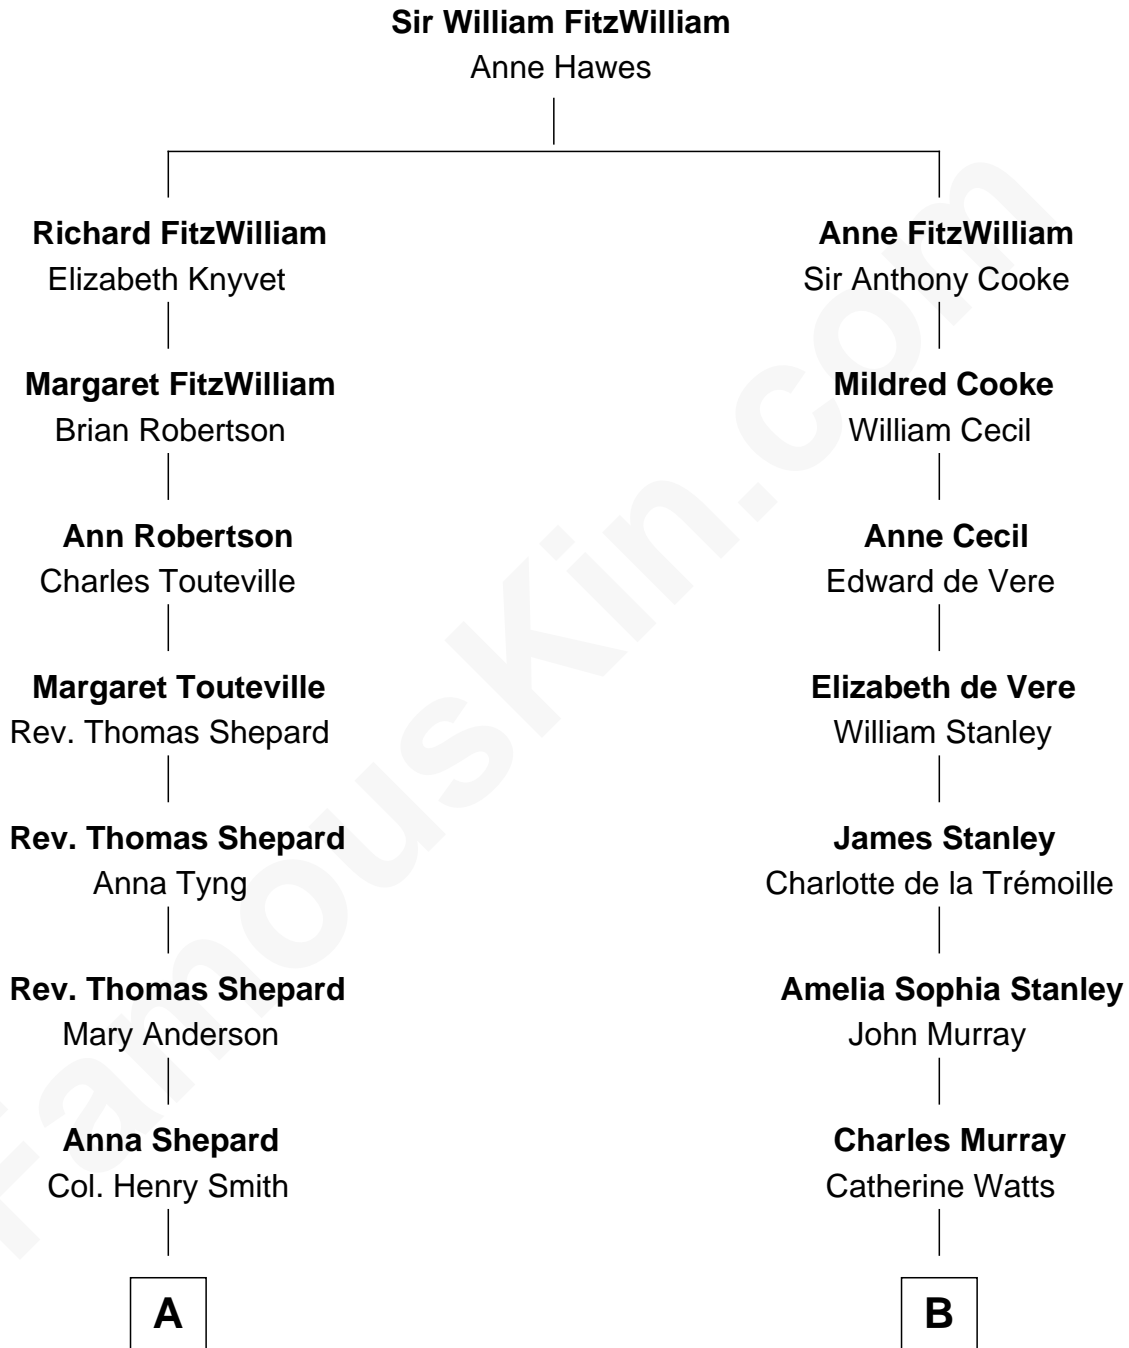 Sir William FitzWilliam
Anne Hawes
Richard FitzWilliam
Elizabeth Knyvet
Margaret FitzWilliam
Brian Robertson
Ann Robertson
Charles Touteville
Margaret Touteville
Rev. Thomas Shepard
Rev. Thomas Shepard
Anna Tyng
Rev. Thomas Shepard
Mary Anderson
Anna Shepard
Col. Henry Smith
A
Anne FitzWilliam
Sir Anthony Cooke
Mildred Cooke
William Cecil
Anne Cecil
Edward de Vere
Elizabeth de Vere
William Stanley
James Stanley
Charlotte de la Trémoille
Amelia Sophia Stanley
John Murray
Charles Murray
Catherine Watts
B
FamousKin.com